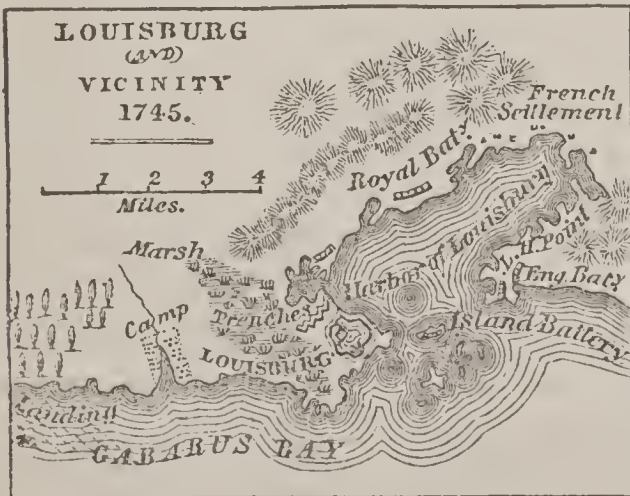 LOUISBURG
(AND)
VICINITY
1745.
1 2 3 4
Miles.
French
Settlement
Royal Baty
Harbor of Louisburg
L. H. Point
Eng. Baty
Island Battery
Marsh
Trenches
Camp
LOUISBURG
Landing
GABARUS BAY